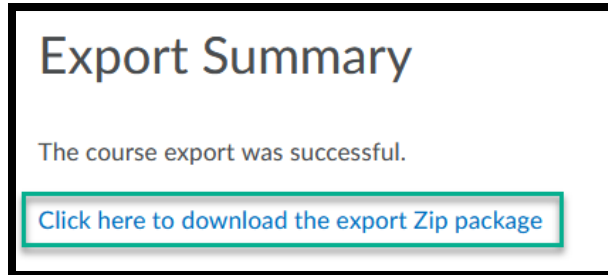 Export Summary
The course export was successful.
Click here to download the export Zip package